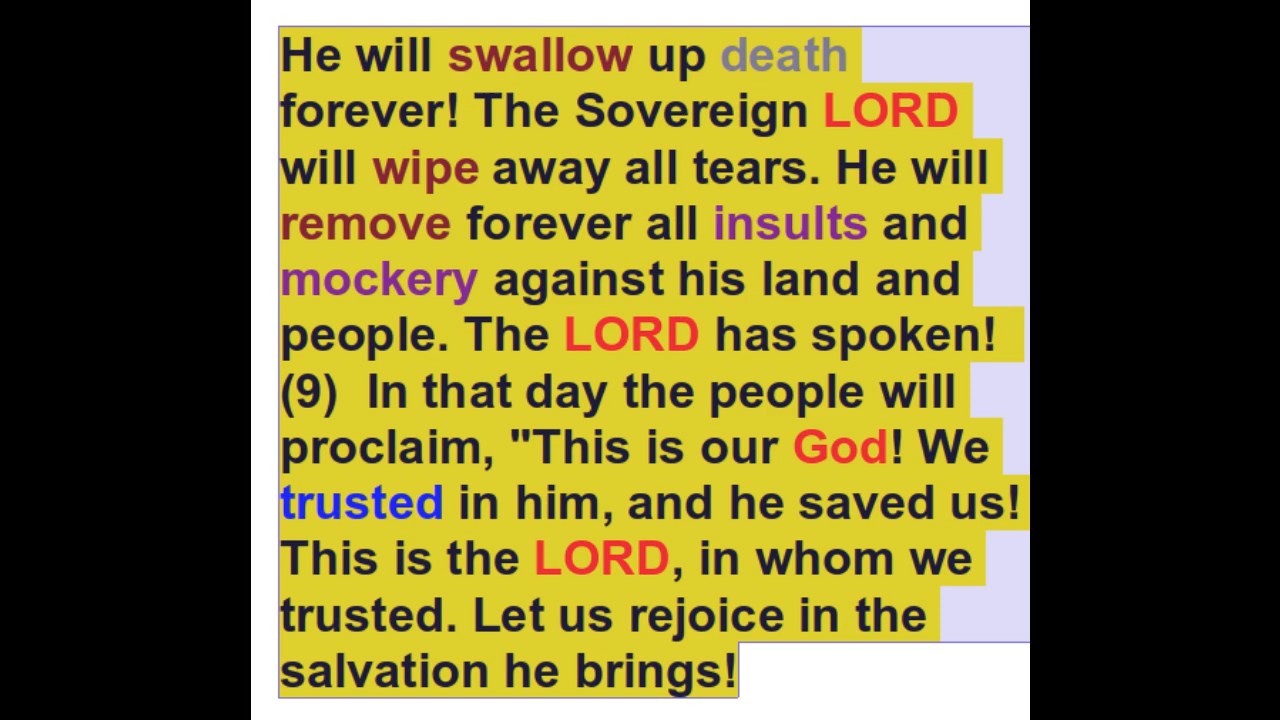 He will swallow up death
forever! The Sovereign LORD
will wipe away all tears. He will
remove forever all insults and
mockery against his land and
people. The LORD has spoken!
(9)  In that day the people will
proclaim, "This is our God! We
trusted in him, and he saved us!
This is the LORD, in whom we
trusted. Let us rejoice in the
salvation he brings!